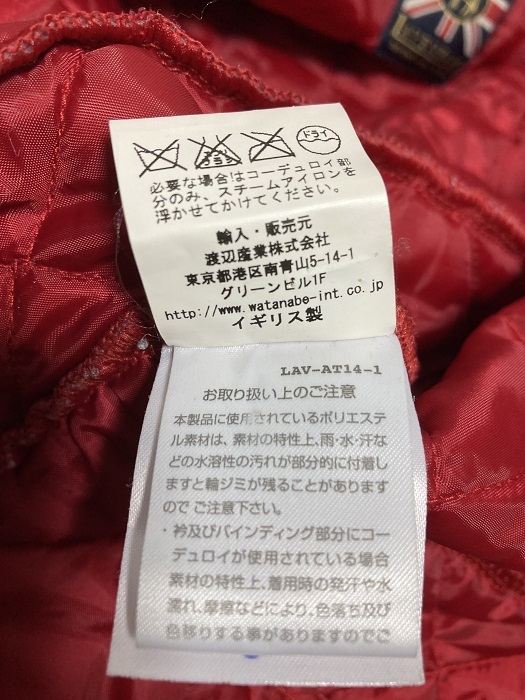 ドライ
必要な場合はコーデュロイ部
分のみ、スチームアイロンを
浮かせてかけてください。
輸入・販売元
渡辺産業株式会社
東京都港区南青山5-14-1
グリーンビル1F
http://www.watanabe-int.co.jp
イギリス製
LAV-AT14-1
お取り扱い上のご注意
本製品に使用されているポリエステ
ル素材は、素材の特性上、雨・水・汗な
どの水溶性の汚れが部分的に付着し
ますと輪ジミが残ることがあります
ので ご注意下さい。
・衿及びバインディング部分にコー
デュロイが使用されている場合
素材の特性上、着用時の発汗や水
濡れ、摩擦などにより、色落ち及び
色移りする事がありますのでご